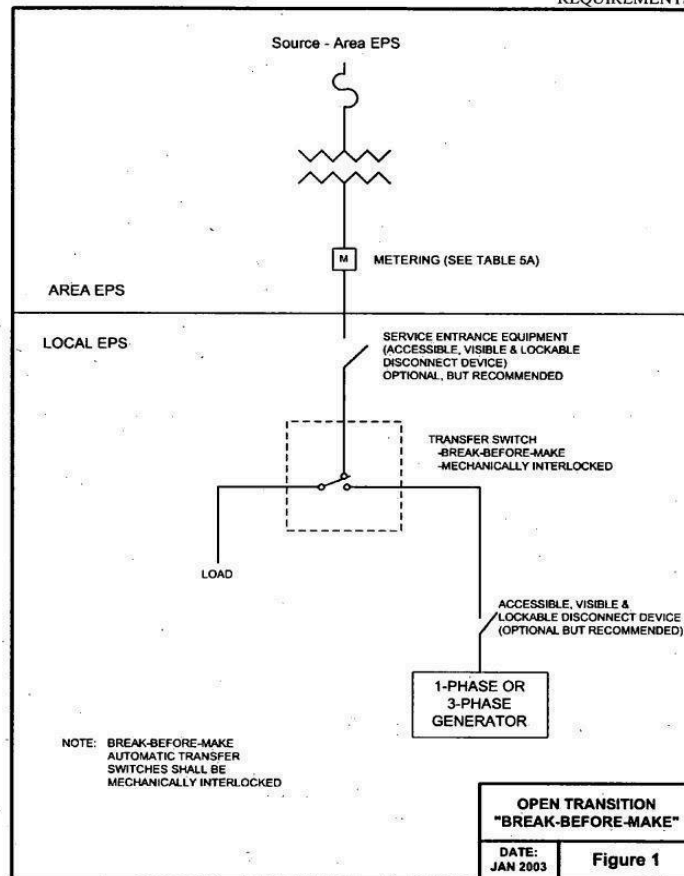 REQUIREMENTS
Source - Area EPS
M
METERING (SEE TABLE 5A)
AREA EPS
LOCAL EPS
SERVICE ENTRANCE EQUIPMENT
(ACCESSIBLE, VISIBLE & LOCKABLE
DISCONNECT DEVICE)
OPTIONAL, BUT RECOMMENDED
TRANSFER SWITCH
-BREAK-BEFORE-MAKE
-MECHANICALLY INTERLOCKED
LOAD
ACCESSIBLE, VISIBLE &
LOCKABLE DISCONNECT DEVICE
(OPTIONAL BUT RECOMMENDED)
1-PHASE OR
3-PHASE
GENERATOR
NOTE: BREAK-BEFORE-MAKE
AUTOMATIC TRANSFER
SWITCHES SHALL BE
MECHANICALLY INTERLOCKED
OPEN TRANSITION
"BREAK-BEFORE-MAKE"
DATE:
JAN 2003
Figure 1